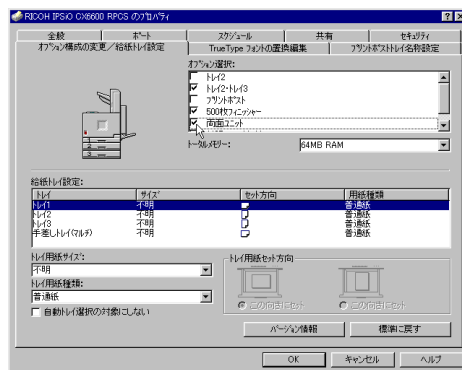 RICOH IPSiO CX6600 RPCS のﾌﾟﾛﾊﾟﾃｨ
全般 ﾎﾟｰﾄ ｽｹｼﾞｭｰﾙ 共有 ｾｷｭﾘﾃｨ
ｵﾌﾟｼｮﾝ構成の変更／給紙ﾄﾚｲ設定 TrueType ﾌｫﾝﾄの置換編集 ﾌﾟﾘﾝﾄﾎﾟｽﾄﾄﾚｲ名称設定
ｵﾌﾟｼｮﾝ選択:
ﾄﾚｲ2
ﾄﾚｲ2･ﾄﾚｲ3
ﾌﾟﾘﾝﾄﾎﾟｽﾄ
500枚ﾌｨﾆｯｼｬｰ
両面ﾕﾆｯﾄ
ﾄｰﾀﾙﾒﾓﾘｰ: 64MB RAM
給紙ﾄﾚｲ設定:
ﾄﾚｲ ｻｲｽﾞ ｾｯﾄ方向 用紙種類
ﾄﾚｲ1 不明 普通紙
ﾄﾚｲ2 不明 普通紙
ﾄﾚｲ3 不明 普通紙
手差しﾄﾚｲ(ﾏﾙﾁ) 不明 普通紙
ﾄﾚｲ用紙ｻｲｽﾞ:
不明
ﾄﾚｲ用紙種類:
普通紙
自動ﾄﾚｲ選択の対象にしない
ﾄﾚｲ用紙ｾｯﾄ方向
この向きにｾｯﾄ この向きにｾｯﾄ
ﾊﾞｰｼﾞｮﾝ情報 標準に戻す
OK ｷｬﾝｾﾙ ﾍﾙﾌﾟ